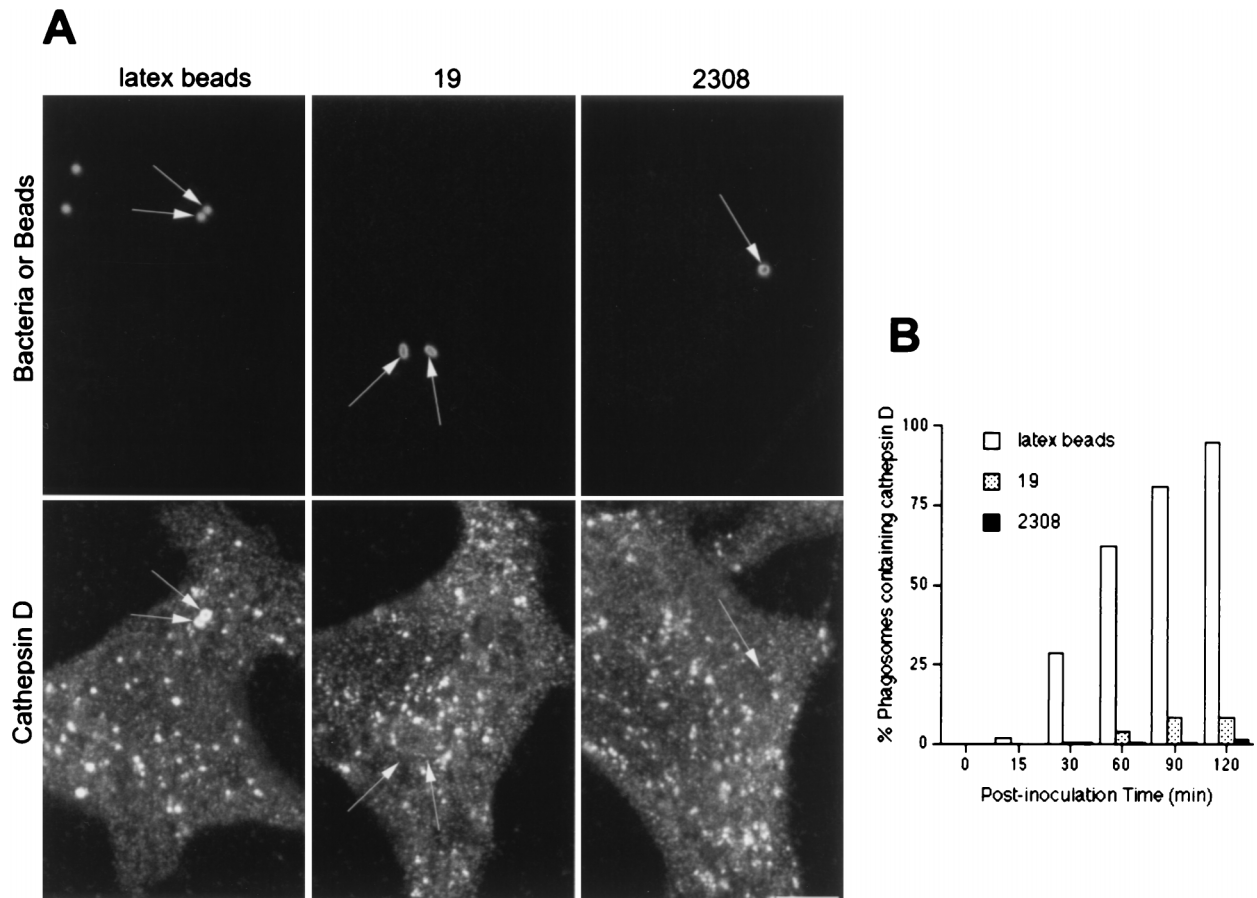 A
latex beads 19 2308
Bacteria or Beads
Cathepsin D
B
% Phagosomes containing cathepsin D
100
75
50
25
0
latex beads
19
2308
0 15 30 60 90 120
Post-inoculation Time (min)